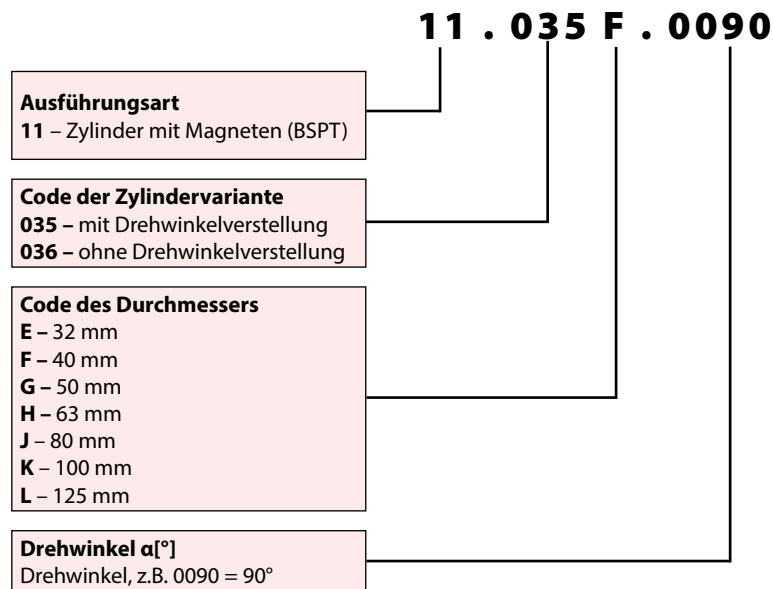 11 . 035 F . 0090
Ausführungsart
11 – Zylinder mit Magneten (BSPT)
Code der Zylindervariante
035 – mit Drehwinkelverstellung
036 – ohne Drehwinkelverstellung
Code des Durchmessers
E – 32 mm
F – 40 mm
G – 50 mm
H – 63 mm
J – 80 mm
K – 100 mm
L – 125 mm
Drehwinkel α[°]
Drehwinkel, z.B. 0090 = 90°